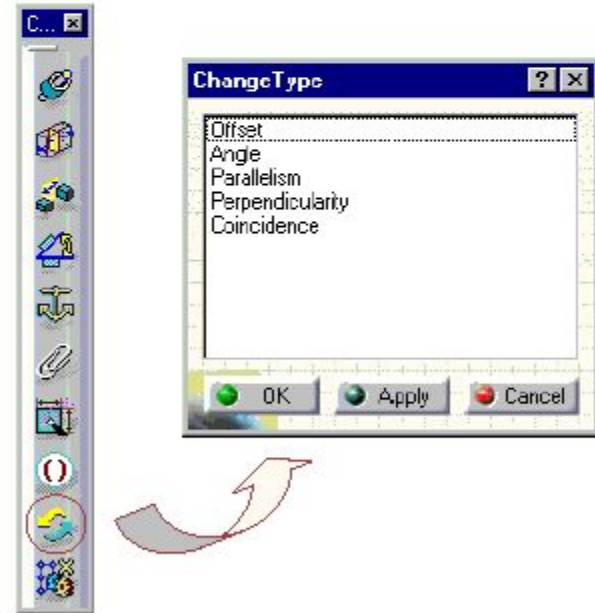 C...
ChangeType
Offset
Angle
Parallelism
Perpendicularity
Coincidence
OK Apply Cancel